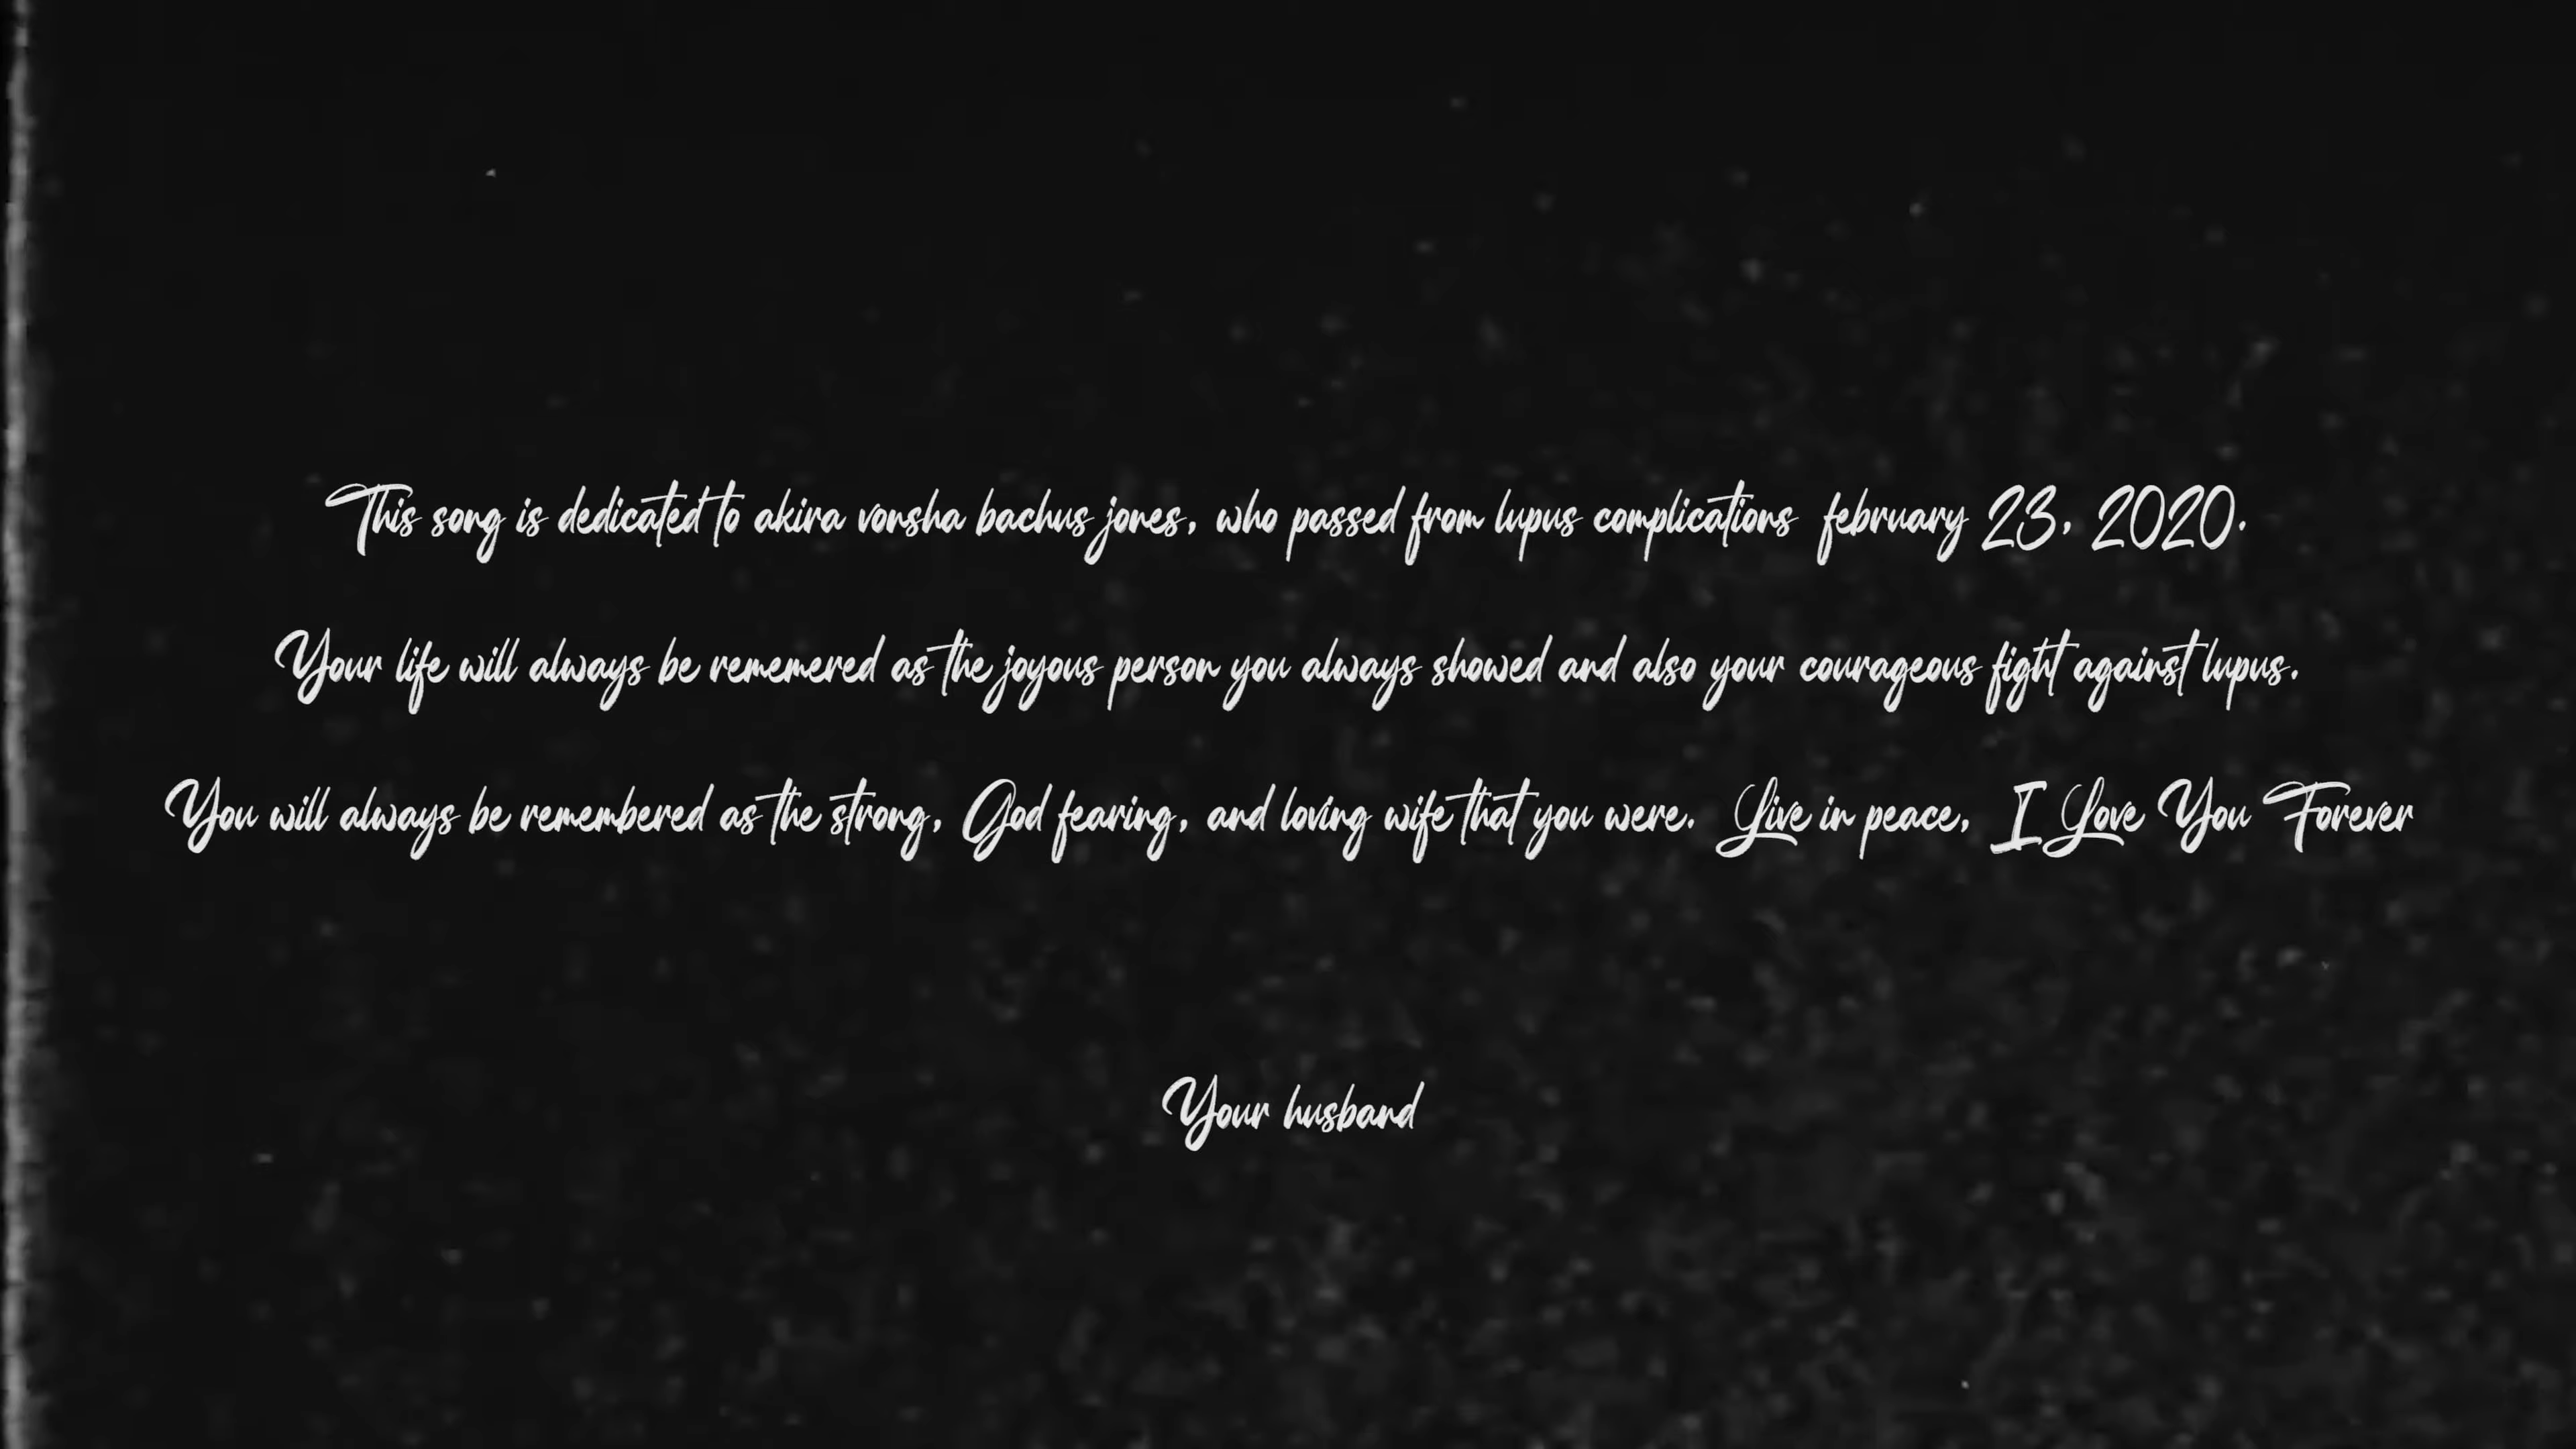 This song is dedicated to akira vonsha bachus jones, who passed from lupus complications february 23, 2020.
Your life will always be rememered as the joyous person you always showed and also your courageous fight against lupus.
You will always be remembered as the strong, God fearing, and loving wife that you were. Live in peace, I Love You Forever
Your husband